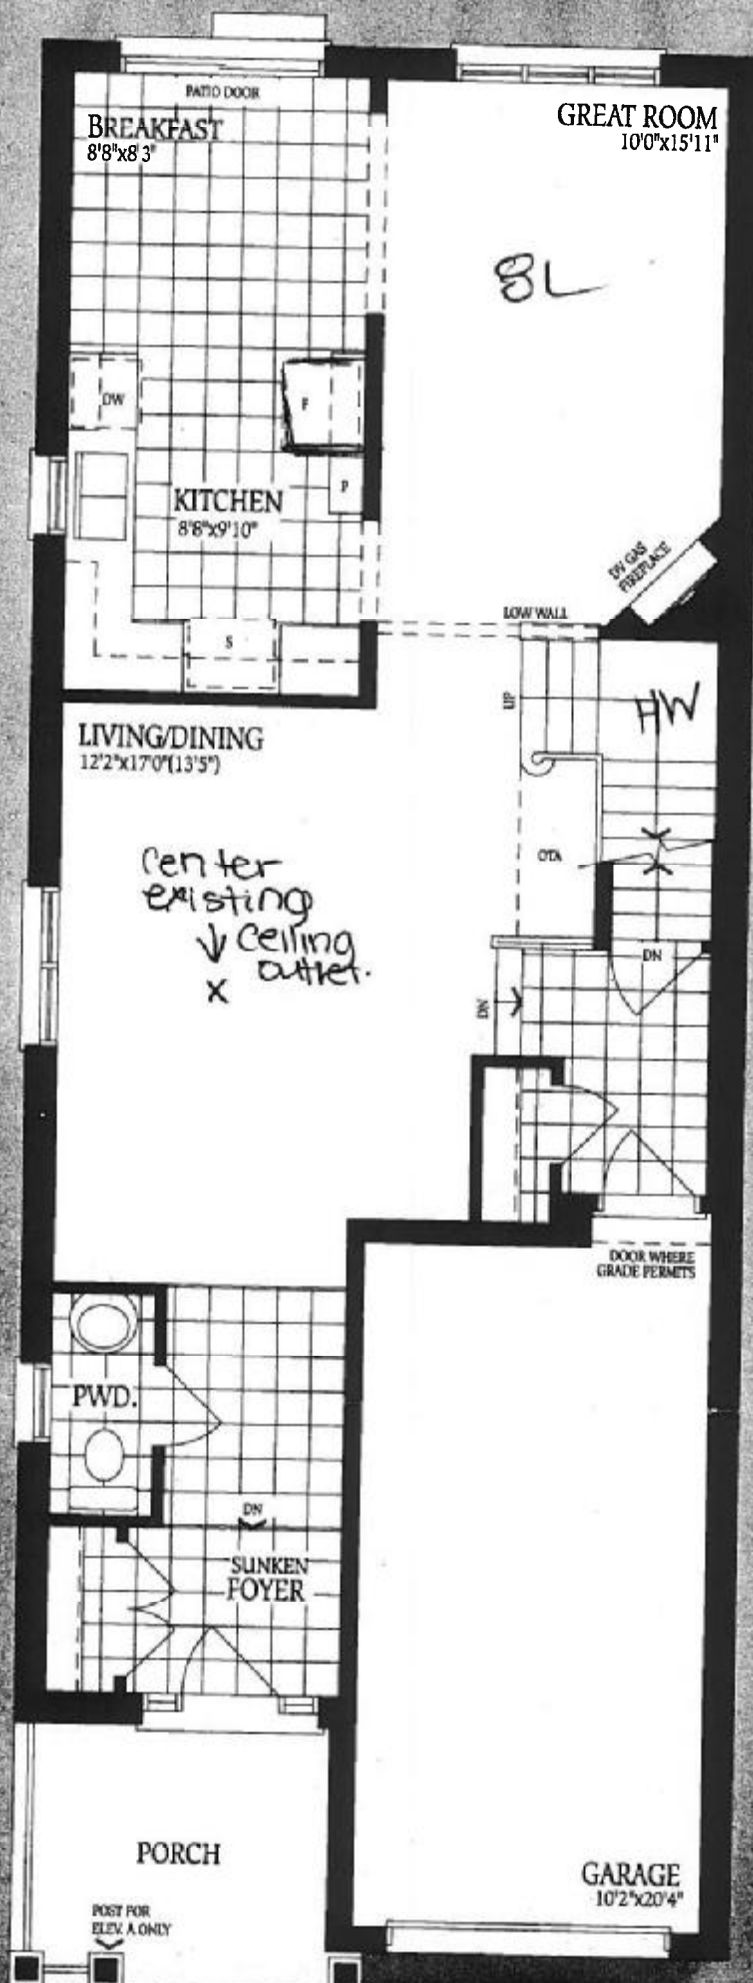 PATIO DOOR
BREAKFAST
8'8"x8'3"
GREAT ROOM
10'0"x15'11"
DW
F
P
KITCHEN
8'8"x9'10"
S
DV GAS
FIREPLACE
LOW WALL
UP
HW
LIVING/DINING
12'2"x17'0"(13'5")
Center
existing
↓ Ceiling
x outlet.
OTA
DN
DN
DOOR WHERE
GRADE PERMITS
PWD.
DN
SUNKEN
FOYER
PORCH
POST FOR
ELEV. A ONLY
GARAGE
10'2"x20'4"